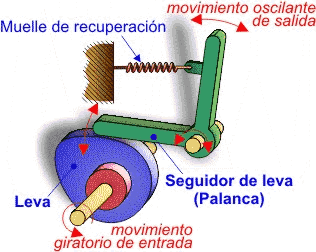 movimiento oscilante
de salida
Muelle de recuperación
Seguidor de leva
(Palanca)
Leva
movimiento
giratorio de entrada